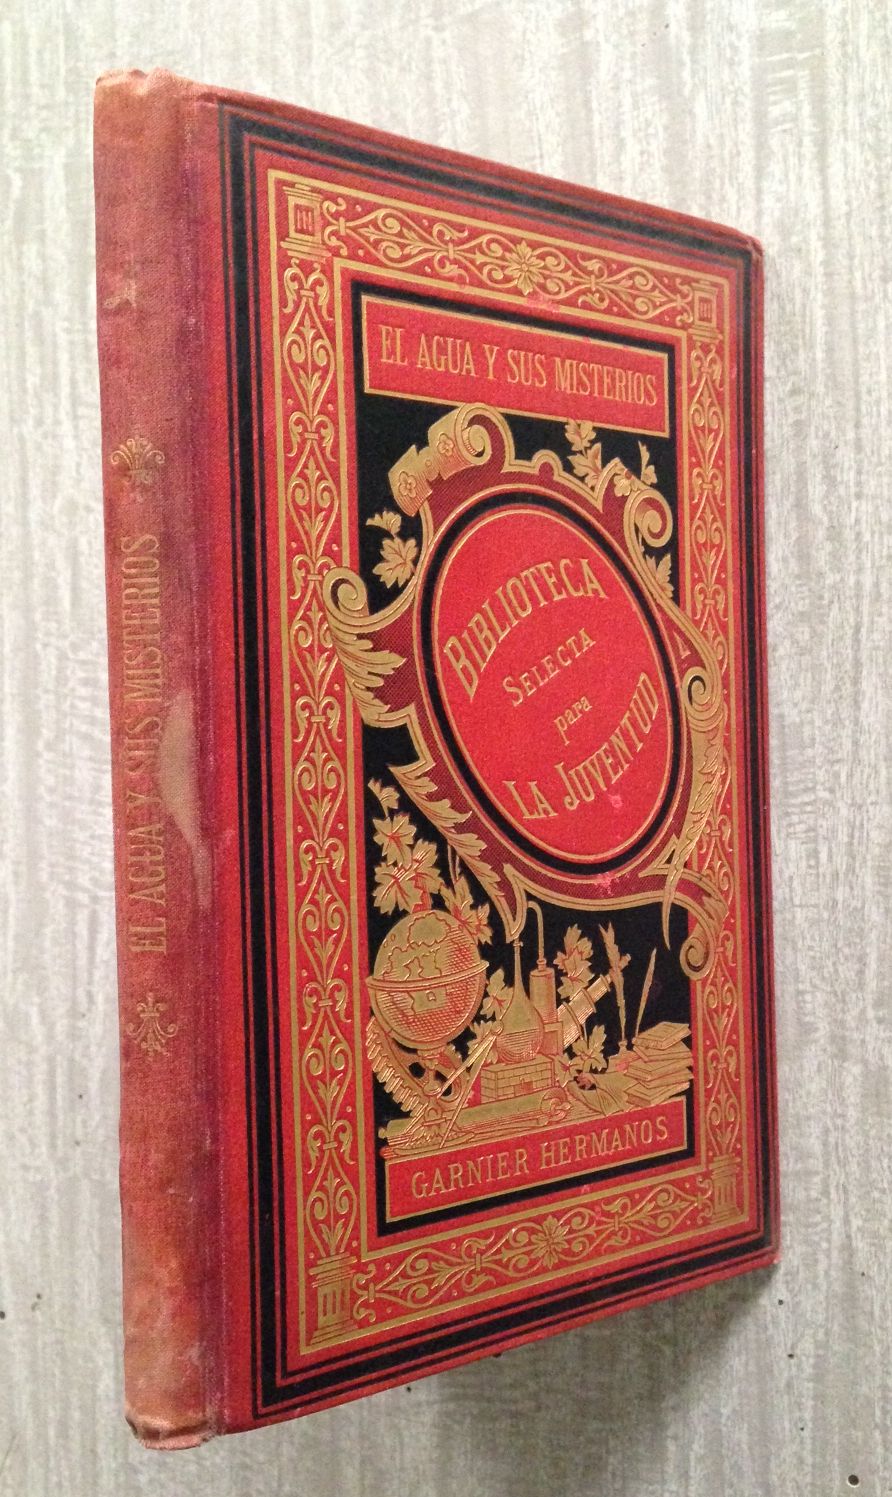 EL AGUA Y SUS MISTERIOS
EL AGUA Y SUS MISTERIOS
BIBLIOTECA
SELECTA
para
LA JUVENTUD
GARNIER HERMANOS